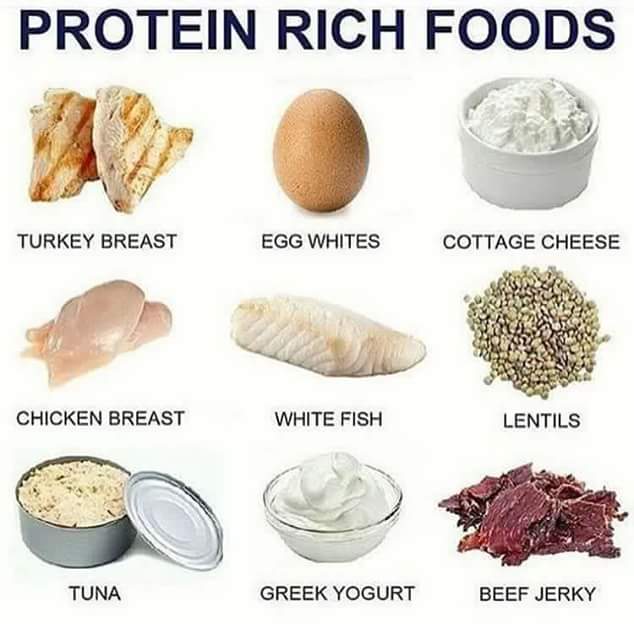 PROTEIN RICH FOODS
TURKEY BREAST
EGG WHITES
COTTAGE CHEESE
CHICKEN BREAST
WHITE FISH
LENTILS
TUNA
GREEK YOGURT
BEEF JERKY